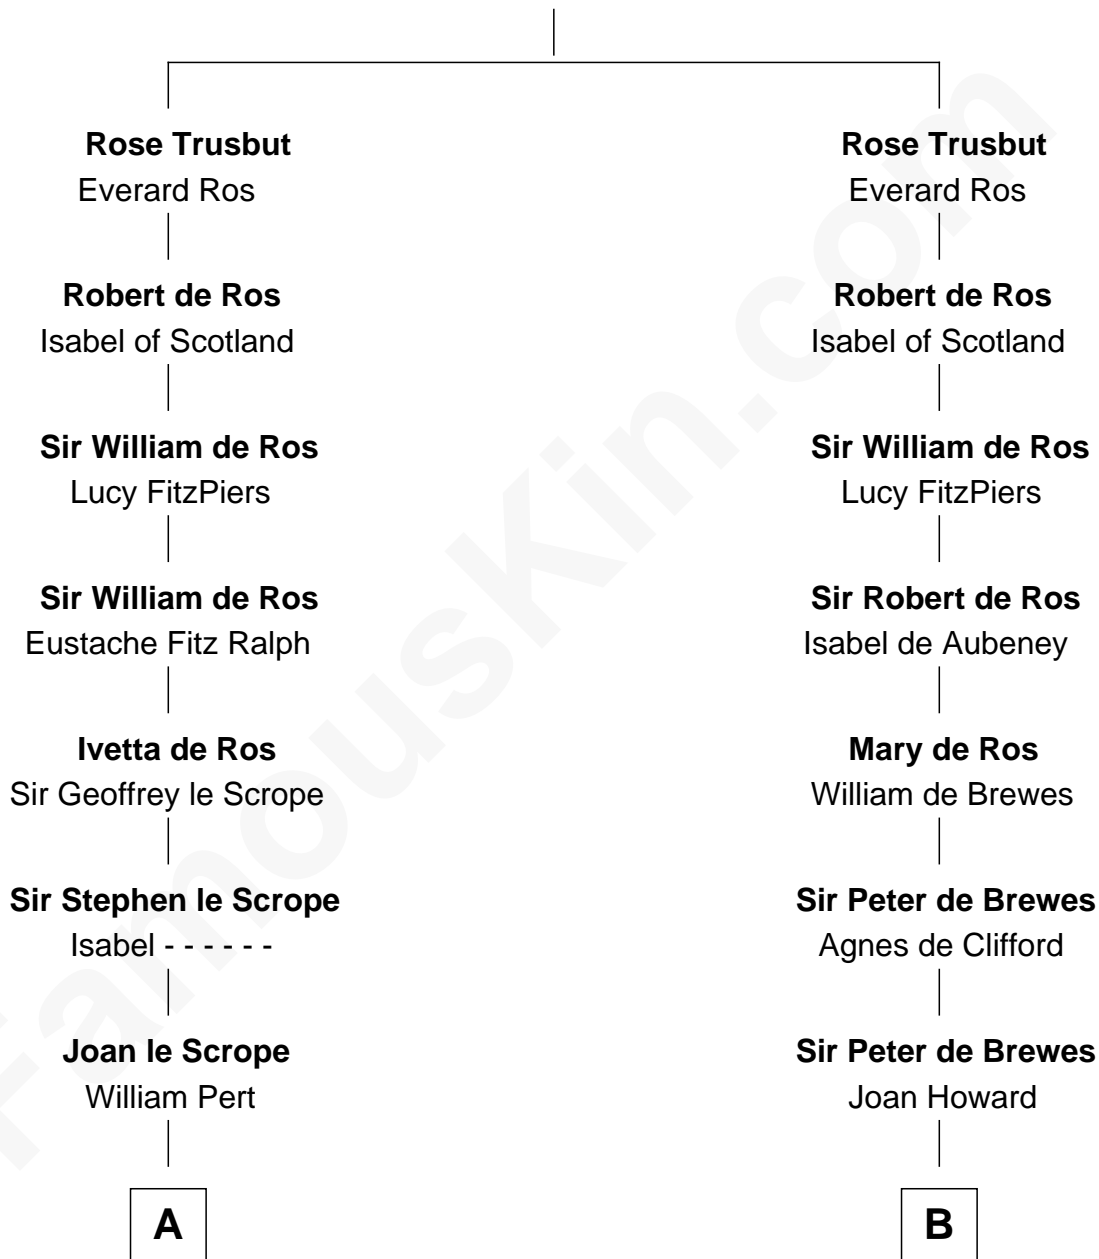 Rose Trusbut
Everard Ros
Robert de Ros
Isabel of Scotland
Sir William de Ros
Lucy FitzPiers
Sir William de Ros
Eustache Fitz Ralph
Ivetta de Ros
Sir Geoffrey le Scrope
Sir Stephen le Scrope
Isabel - - - - - -
Joan le Scrope
William Pert
A
Rose Trusbut
Everard Ros
Robert de Ros
Isabel of Scotland
Sir William de Ros
Lucy FitzPiers
Sir Robert de Ros
Isabel de Aubeney
Mary de Ros
William de Brewes
Sir Peter de Brewes
Agnes de Clifford
Sir Peter de Brewes
Joan Howard
B
FamousKin.com